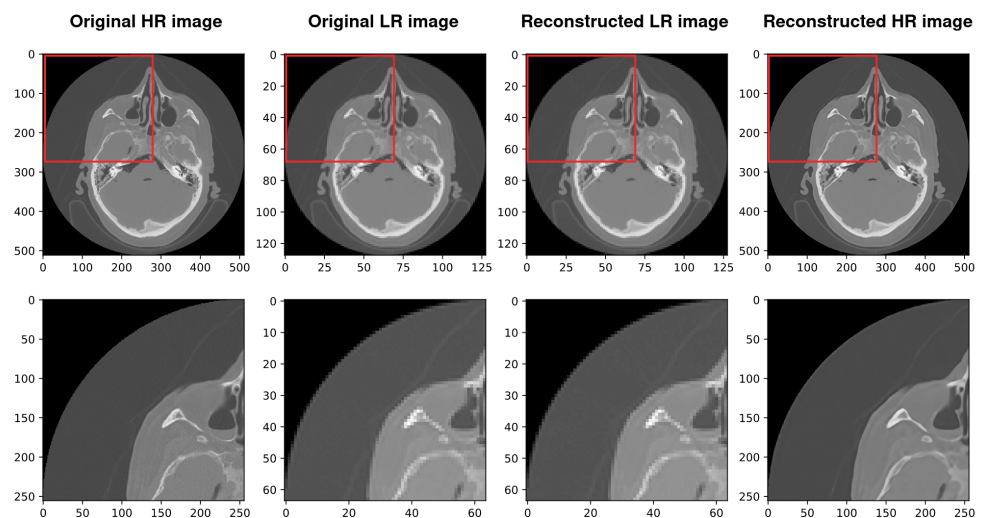 Original HR image Original LR image Reconstructed LR image Reconstructed HR image
0 0 0 0
100 20 20 100
200 40 40 200
300 60 60 300
400 80 80 400
500 100 100 500
120 120
0 100 200 300 400 500 0 25 50 75 100 125 0 25 50 75 100 125 0 100 200 300 400 500
0 0 0 0
50 10 10 50
100 20 20 100
150 30 30 150
200 40 40 200
250 50 50 250
60 60
0 50 100 150 200 250 0 20 40 60 0 20 40 60 0 50 100 150 200 250